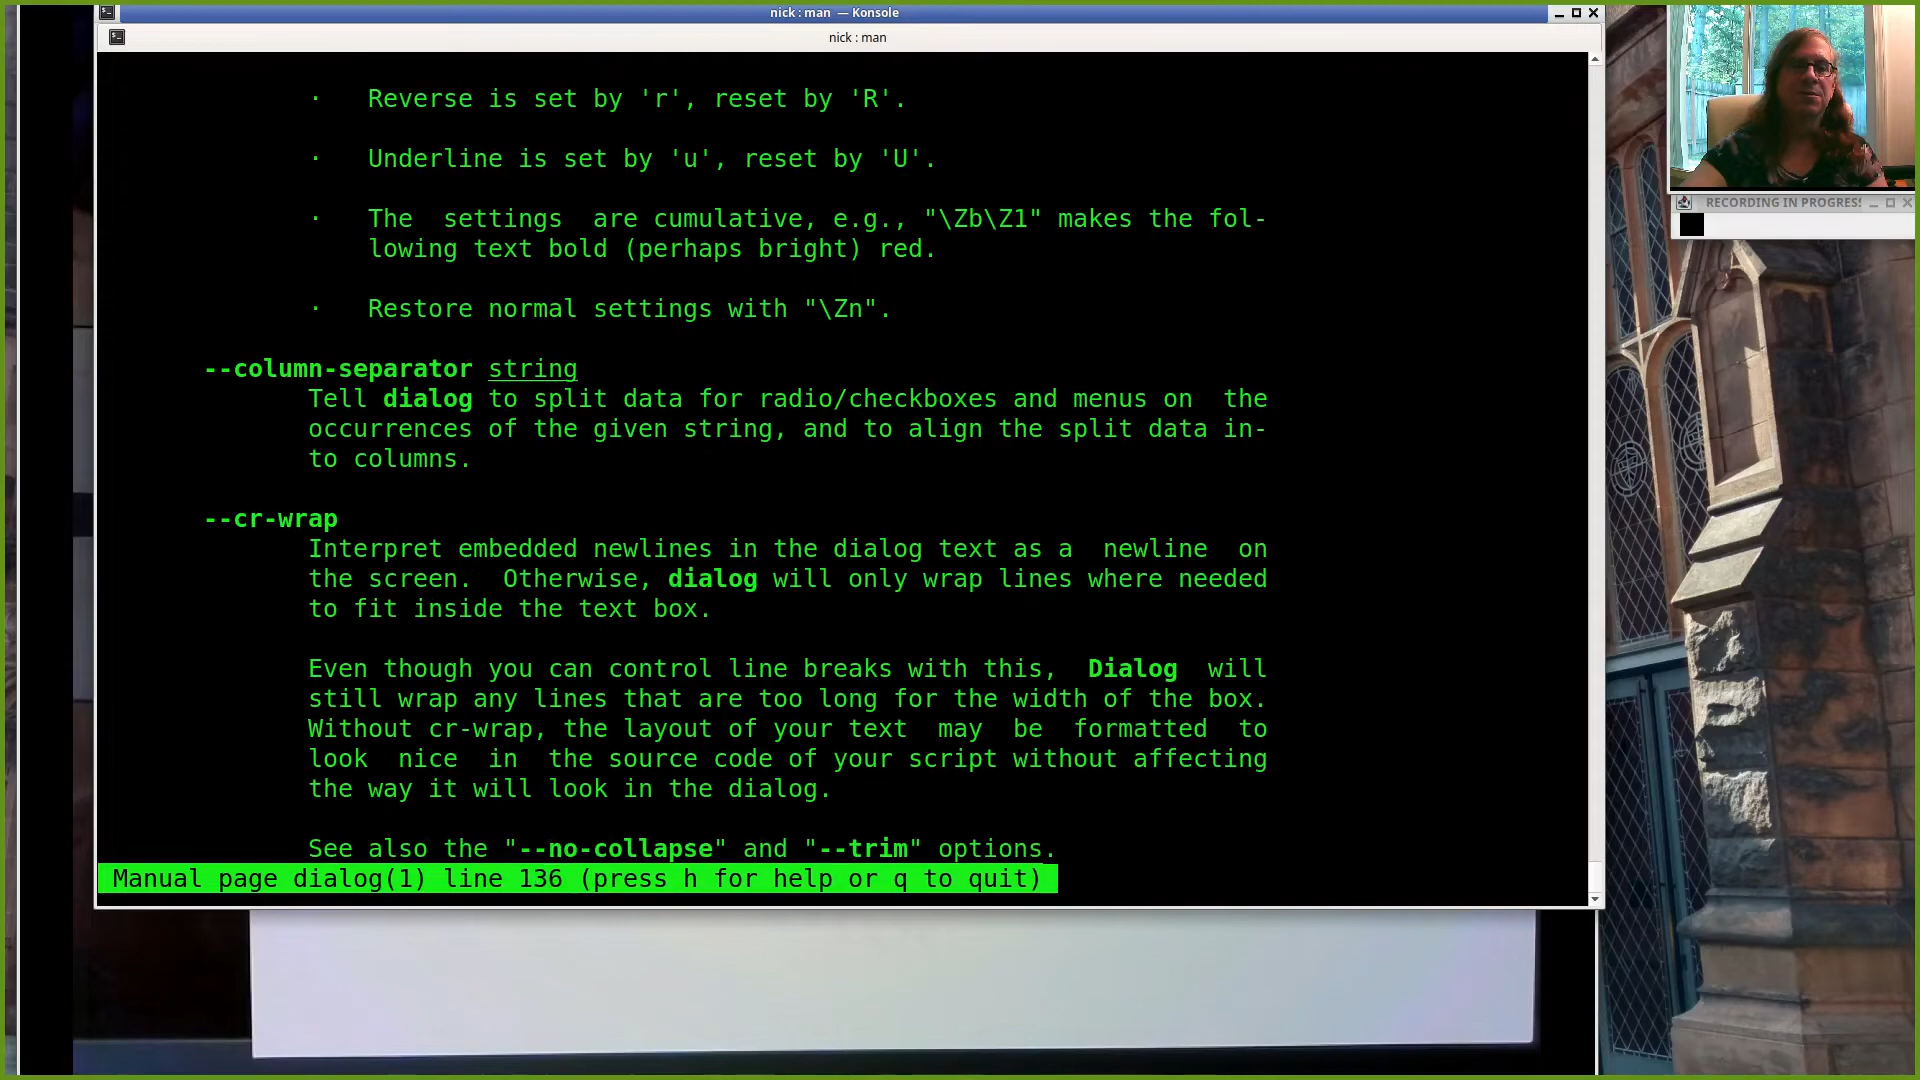 nick : man — Konsole
nick : man
· Reverse is set by 'r', reset by 'R'.
· Underline is set by 'u', reset by 'U'.
· The settings are cumulative, e.g., "\Zb\Z1" makes the fol-
lowing text bold (perhaps bright) red.
· Restore normal settings with "\Zn".
--column-separator string
Tell dialog to split data for radio/checkboxes and menus on the
occurrences of the given string, and to align the split data in-
to columns.
--cr-wrap
Interpret embedded newlines in the dialog text as a newline on
the screen. Otherwise, dialog will only wrap lines where needed
to fit inside the text box.
Even though you can control line breaks with this, Dialog will
still wrap any lines that are too long for the width of the box.
Without cr-wrap, the layout of your text may be formatted to
look nice in the source code of your script without affecting
the way it will look in the dialog.
See also the "--no-collapse" and "--trim" options.
Manual page dialog(1) line 136 (press h for help or q to quit)
RECORDING IN PROGRES!